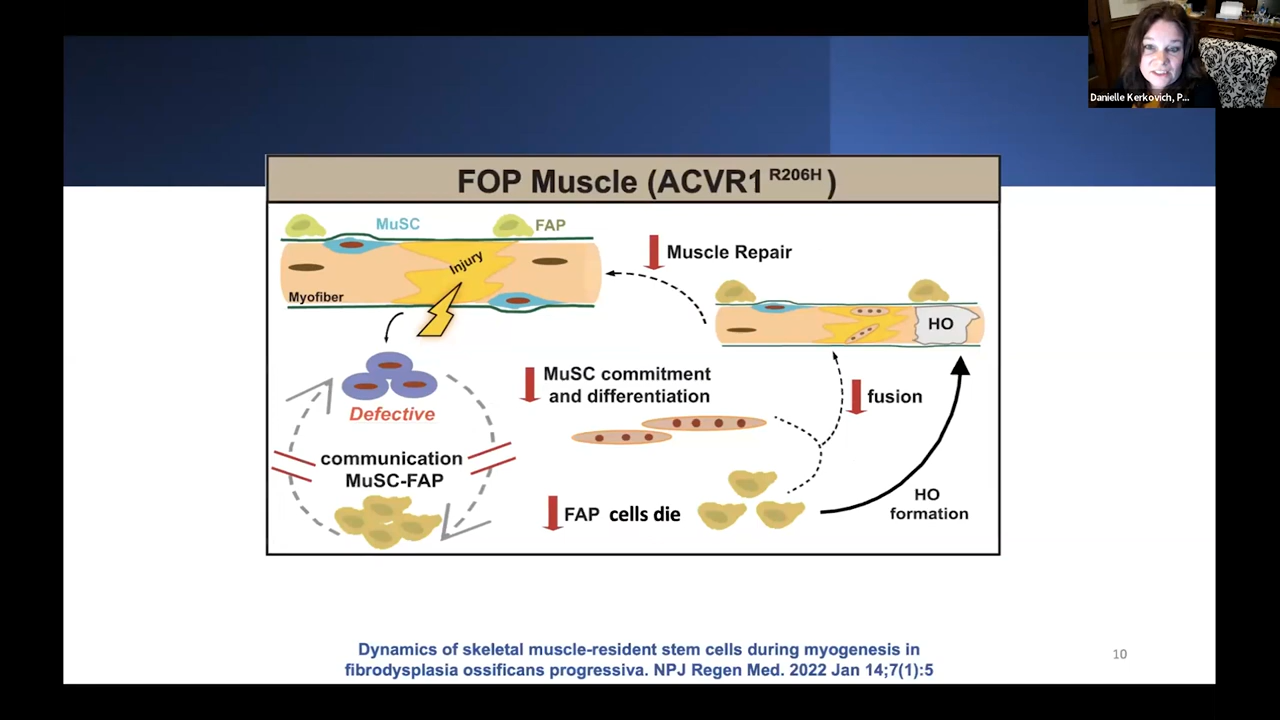 Danielle Kerkovich, P...
FOP Muscle (ACVR1 R206H )
MuSC
FAP
Injury
Myofiber
Muscle Repair
HO
MuSC commitment
and differentiation
fusion
Defective
communication
MuSC-FAP
FAP cells die
HO
formation
Dynamics of skeletal muscle-resident stem cells during myogenesis in
fibrodysplasia ossificans progressiva. NPJ Regen Med. 2022 Jan 14;7(1):5
10